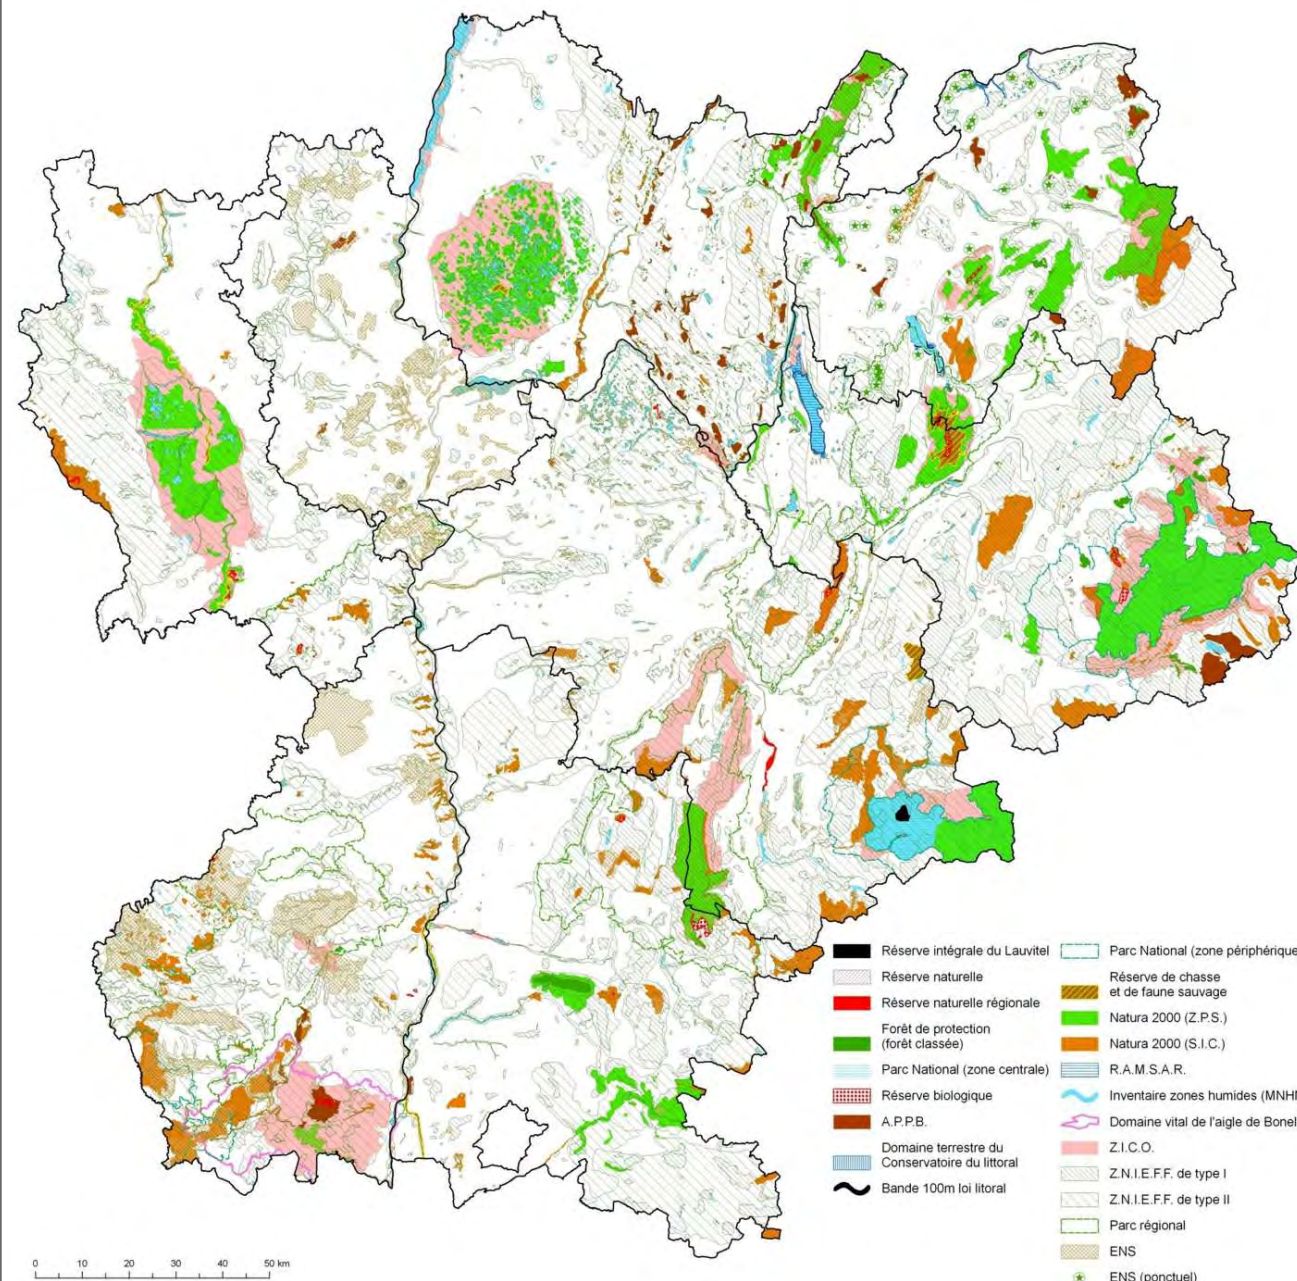 Réserve intégrale du Lauvitel
Réserve naturelle
Réserve naturelle régionale
Forêt de protection
(forêt classée)
Parc National (zone centrale)
Réserve biologique
A.P.P.B.
Domaine terrestre du
Conservatoire du littoral
Bande 100m loi litoral
Parc National (zone périphérique
Réserve de chasse
et de faune sauvage
Natura 2000 (Z.P.S.)
Natura 2000 (S.I.C.)
R.A.M.S.A.R.
Inventaire zones humides (MNHN
Domaine vital de l'aigle de Bonel
Z.I.C.O.
Z.N.I.E.F.F. de type I
Z.N.I.E.F.F. de type II
Parc régional
ENS
ENS (ponctuel)
0 10 20 30 40 50 km